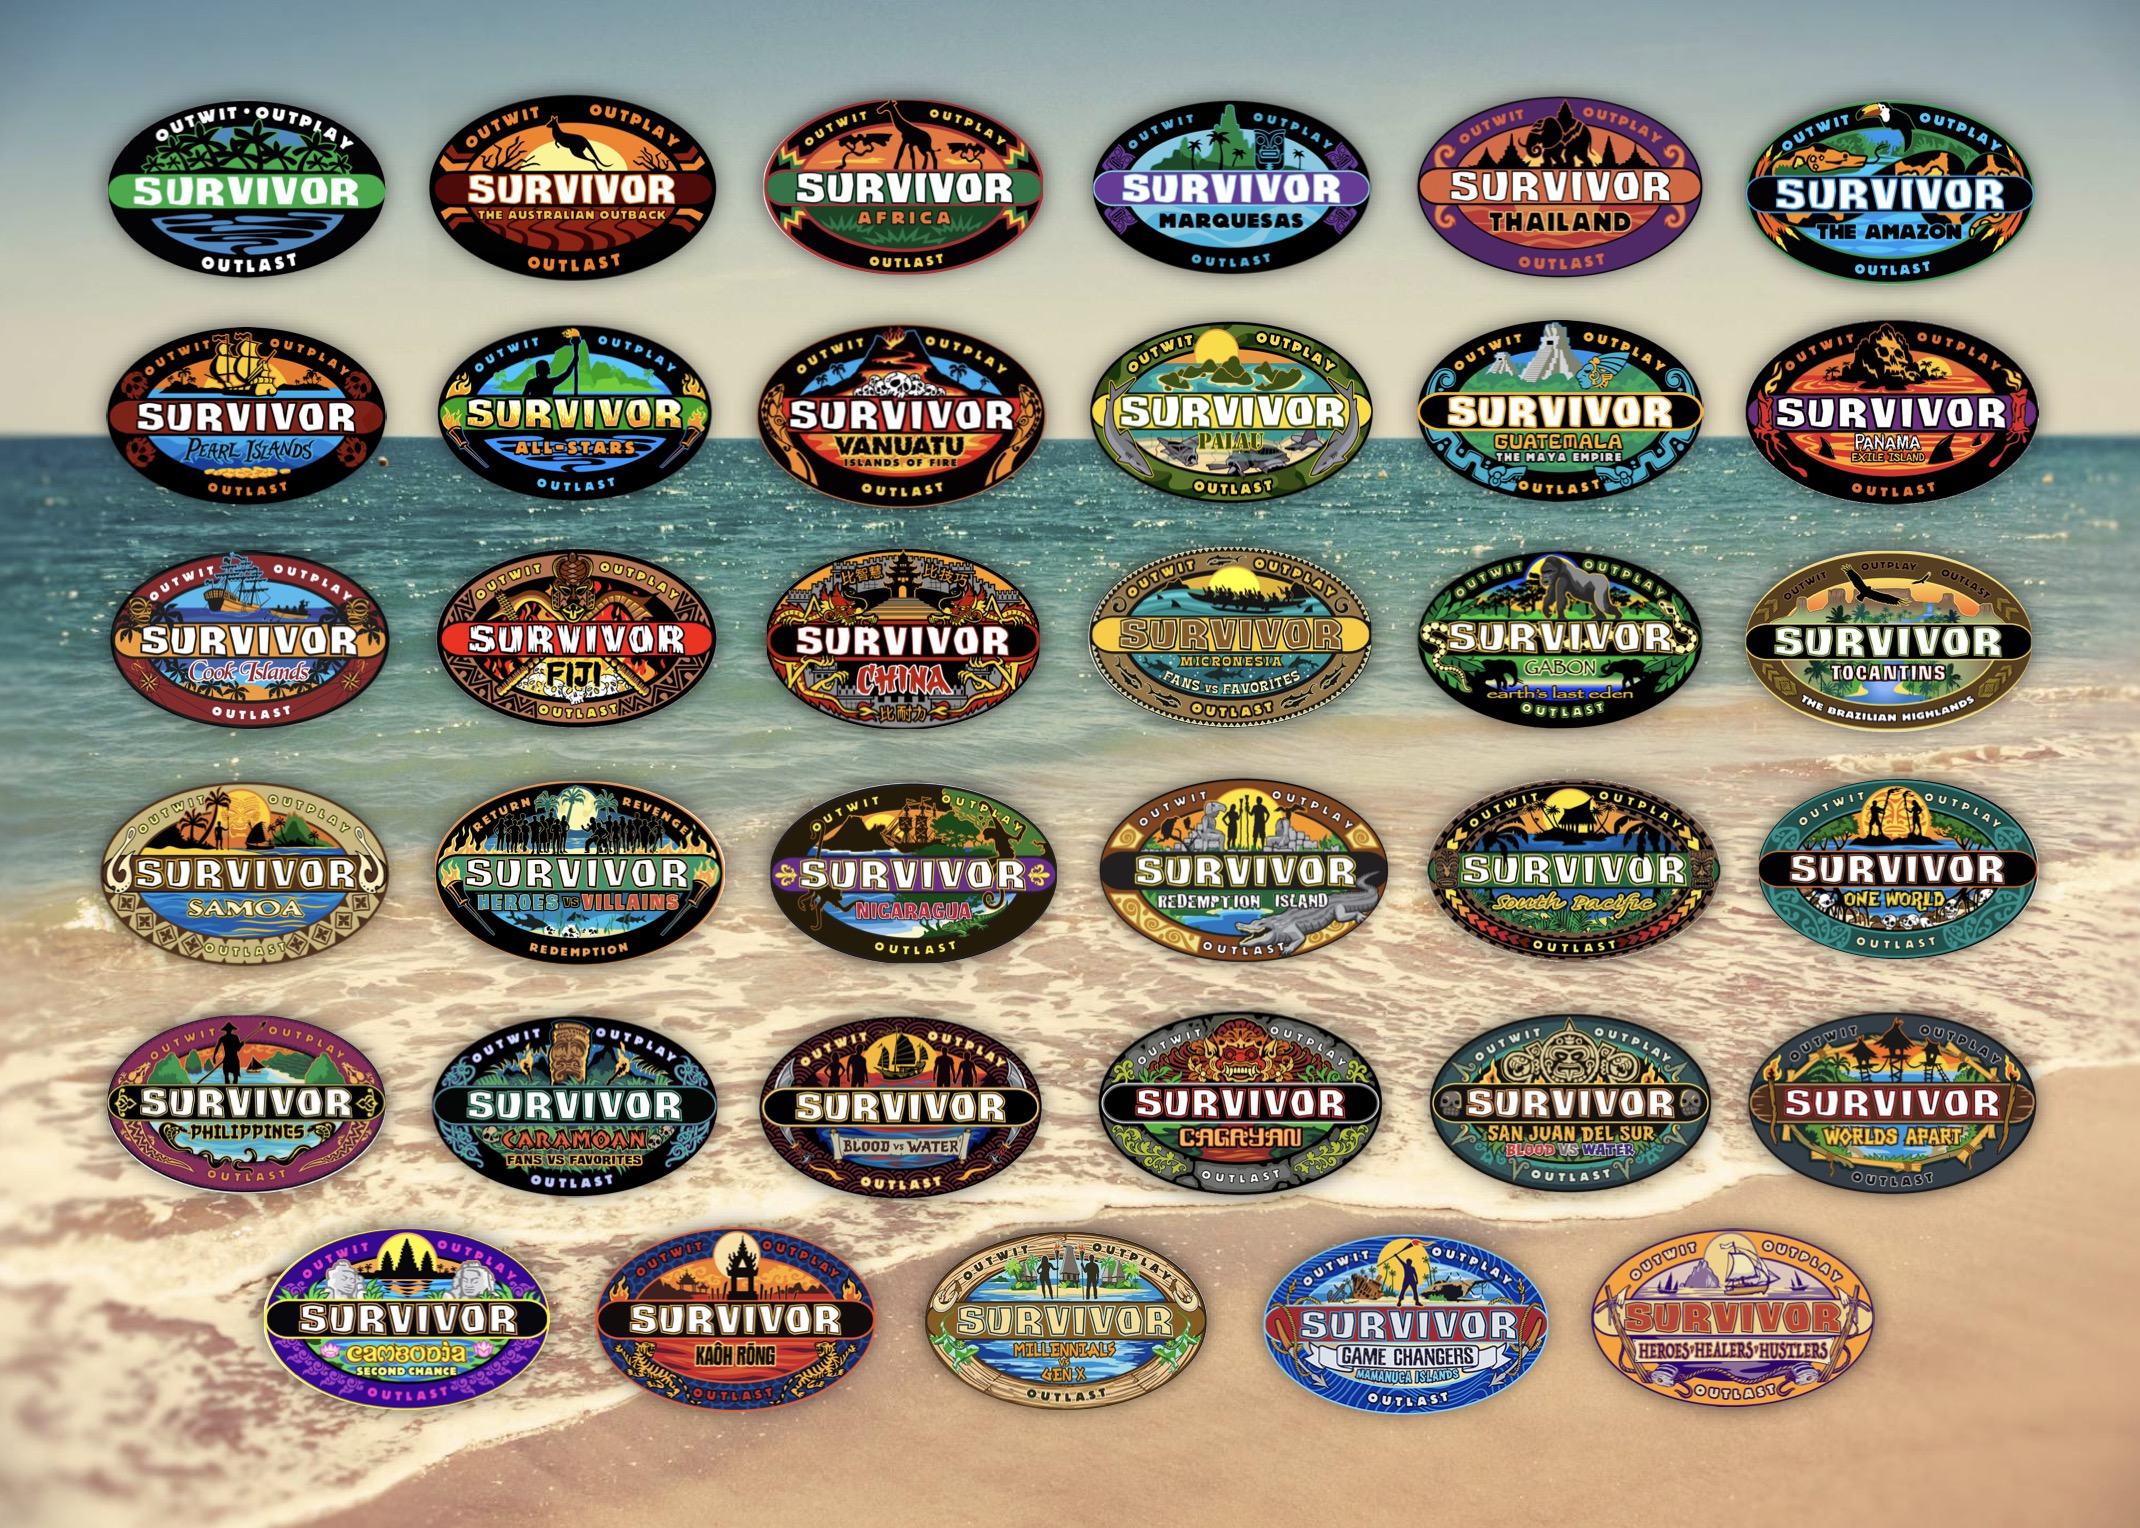 OUTWIT • OUTPLAY
SURVIVOR
OUTLAST
OUTWIT OUTPLAY
SURVIVOR
THE AUSTRALIAN OUTBACK
OUTLAST
OUTWIT OUTPLAY
SURVIVOR
AFRICA
OUTLAST
OUTWIT OUTPLAY
SURVIVOR
MARQUESAS
OUTLAST
OUTWIT OUTPLAY
SURVIVOR
THAILAND
OUTLAST
OUTWIT OUTPLAY
SURVIVOR
THE AMAZON
OUTLAST
OUTWIT OUTPLAY
SURVIVOR
PEARL ISLANDS
OUTLAST
OUTWIT OUTPLAY
SURVIVOR
ALL-STARS
OUTLAST
OUTWIT OUTPLAY
SURVIVOR
VANUATU
ISLANDS OF FIRE
OUTLAST
OUTWIT OUTPLAY
SURVIVOR
PALAU
OUTLAST
OUTWIT OUTPLAY
SURVIVOR
GUATEMALA
THE MAYA EMPIRE
OUTLAST
OUTWIT OUTPLAY
SURVIVOR
PANAMA
EXILE ISLAND
OUTLAST
OUTWIT OUTPLAY
SURVIVOR
Cook Islands
OUTLAST
OUTWIT OUTPLAY
SURVIVOR
FIJI
OUTLAST
比智慧 比技巧
SURVIVOR
CHINA
比耐力
OUTWIT OUTPLAY
SURVIVOR
MICRONESIA
FANS VS FAVORITES
OUTLAST
OUTWIT OUTPLAY
SURVIVOR
GABON
earth's last eden
OUTLAST
OUTWIT OUTPLAY OUTLAST
SURVIVOR
TOCANTINS
THE BRAZILIAN HIGHLANDS
OUTWIT OUTPLAY
SURVIVOR
SAMOA
OUTLAST
RETURN REVENGE
SURVIVOR
HEROES VS VILLAINS
REDEMPTION
OUTWIT OUTPLAY
SURVIVOR
NICARAGUA
OUTLAST
OUTWIT OUTPLAY
SURVIVOR
REDEMPTION ISLAND
OUTLAST
OUTWIT OUTPLAY
SURVIVOR
South Pacific
OUTLAST
OUTWIT OUTPLAY
SURVIVOR
ONE WORLD
OUTLAST
OUTWIT OUTPLAY
SURVIVOR
PHILIPPINES
OUTLAST
OUTWIT OUTPLAY
SURVIVOR
CARAMOAN
FANS VS FAVORITES
OUTLAST
OUTWIT OUTPLAY
SURVIVOR
BLOOD VS WATER
OUTLAST
OUTWIT OUTPLAY
SURVIVOR
CAGAYAN
OUTLAST
OUTWIT OUTPLAY
SURVIVOR
SAN JUAN DEL SUR
BLOOD VS WATER
OUTLAST
OUTWIT OUTPLAY
SURVIVOR
WORLDS APART
OUTLAST
OUTWIT OUTPLAY
SURVIVOR
CAMBODIA
SECOND CHANCE
OUTLAST
OUTWIT OUTPLAY
SURVIVOR
KAÔH RŌNG
OUTLAST
OUTWIT OUTPLAY
SURVIVOR
MILLENNIALS
VS
GEN X
OUTLAST
OUTWIT OUTPLAY
SURVIVOR
GAME CHANGERS
MAMANUCA ISLANDS
OUTLAST
OUTWIT OUTPLAY
SURVIVOR
HEROES V HEALERS V HUSTLERS
OUTLAST